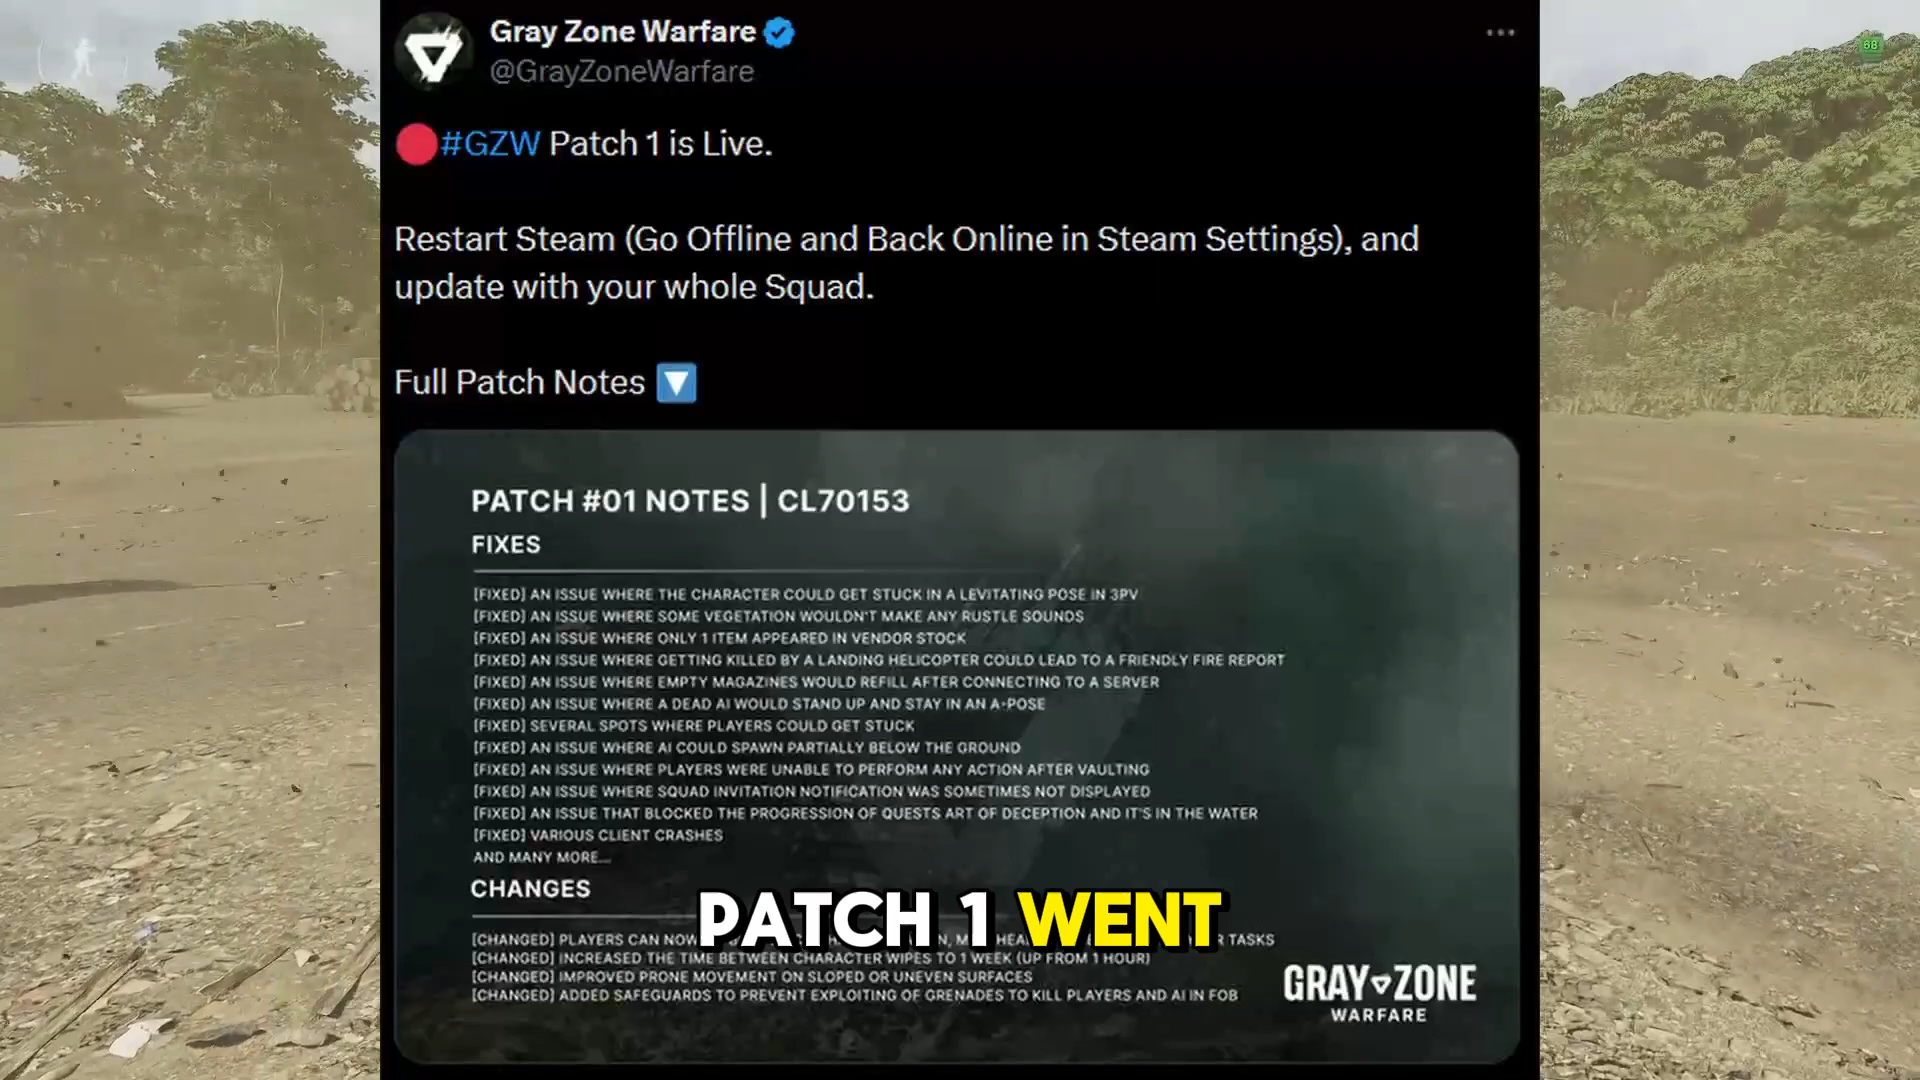 Gray Zone Warfare
@GrayZoneWarfare
#GZW Patch 1 is Live.
Restart Steam (Go Offline and Back Online in Steam Settings), and
update with your whole Squad.
Full Patch Notes
PATCH #01 NOTES | CL70153
FIXES
[FIXED] AN ISSUE WHERE THE CHARACTER COULD GET STUCK IN A LEVITATING POSE IN 3PV
[FIXED] AN ISSUE WHERE SOME VEGETATION WOULDN'T MAKE ANY RUSTLE SOUNDS
[FIXED] AN ISSUE WHERE ONLY 1 ITEM APPEARED IN VENDOR STOCK
[FIXED] AN ISSUE WHERE GETTING KILLED BY A LANDING HELICOPTER COULD LEAD TO A FRIENDLY FIRE REPORT
[FIXED] AN ISSUE WHERE EMPTY MAGAZINES WOULD REFILL AFTER CONNECTING TO A SERVER
[FIXED] AN ISSUE WHERE A DEAD AI WOULD STAND UP AND STAY IN AN A-POSE
[FIXED] SEVERAL SPOTS WHERE PLAYERS COULD GET STUCK
[FIXED] AN ISSUE WHERE AI COULD SPAWN PARTIALLY BELOW THE GROUND
[FIXED] AN ISSUE WHERE PLAYERS WERE UNABLE TO PERFORM ANY ACTION AFTER VAULTING
[FIXED] AN ISSUE WHERE SQUAD INVITATION NOTIFICATION WAS SOMETIMES NOT DISPLAYED
[FIXED] AN ISSUE THAT BLOCKED THE PROGRESSION OF QUESTS ART OF DECEPTION AND IT'S IN THE WATER
[FIXED] VARIOUS CLIENT CRASHES
AND MANY MORE...
CHANGES
[CHANGED] PLAYERS CAN NOW TASKS
[CHANGED] INCREASED THE TIME BETWEEN CHARACTER WIPES TO 1 WEEK (UP FROM 1 HOUR)
[CHANGED] IMPROVED PRONE MOVEMENT ON SLOPED OR UNEVEN SURFACES
[CHANGED] ADDED SAFEGUARDS TO PREVENT EXPLOITING OF GRENADES TO KILL PLAYERS AND AI IN FOB
PATCH 1 WENT
GRAY ZONE
WARFARE
68